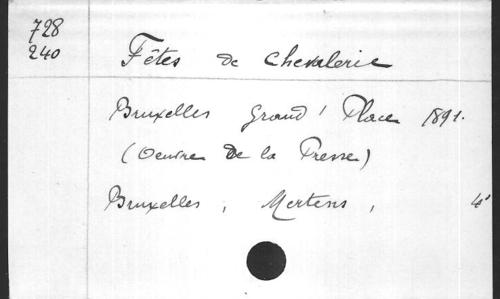 728
240
Fêtes de Chevalerie
Bruxelles Grand' Place 1891.
(Oeuvre de la Presse)
Bruxelles, Mertens, 4°